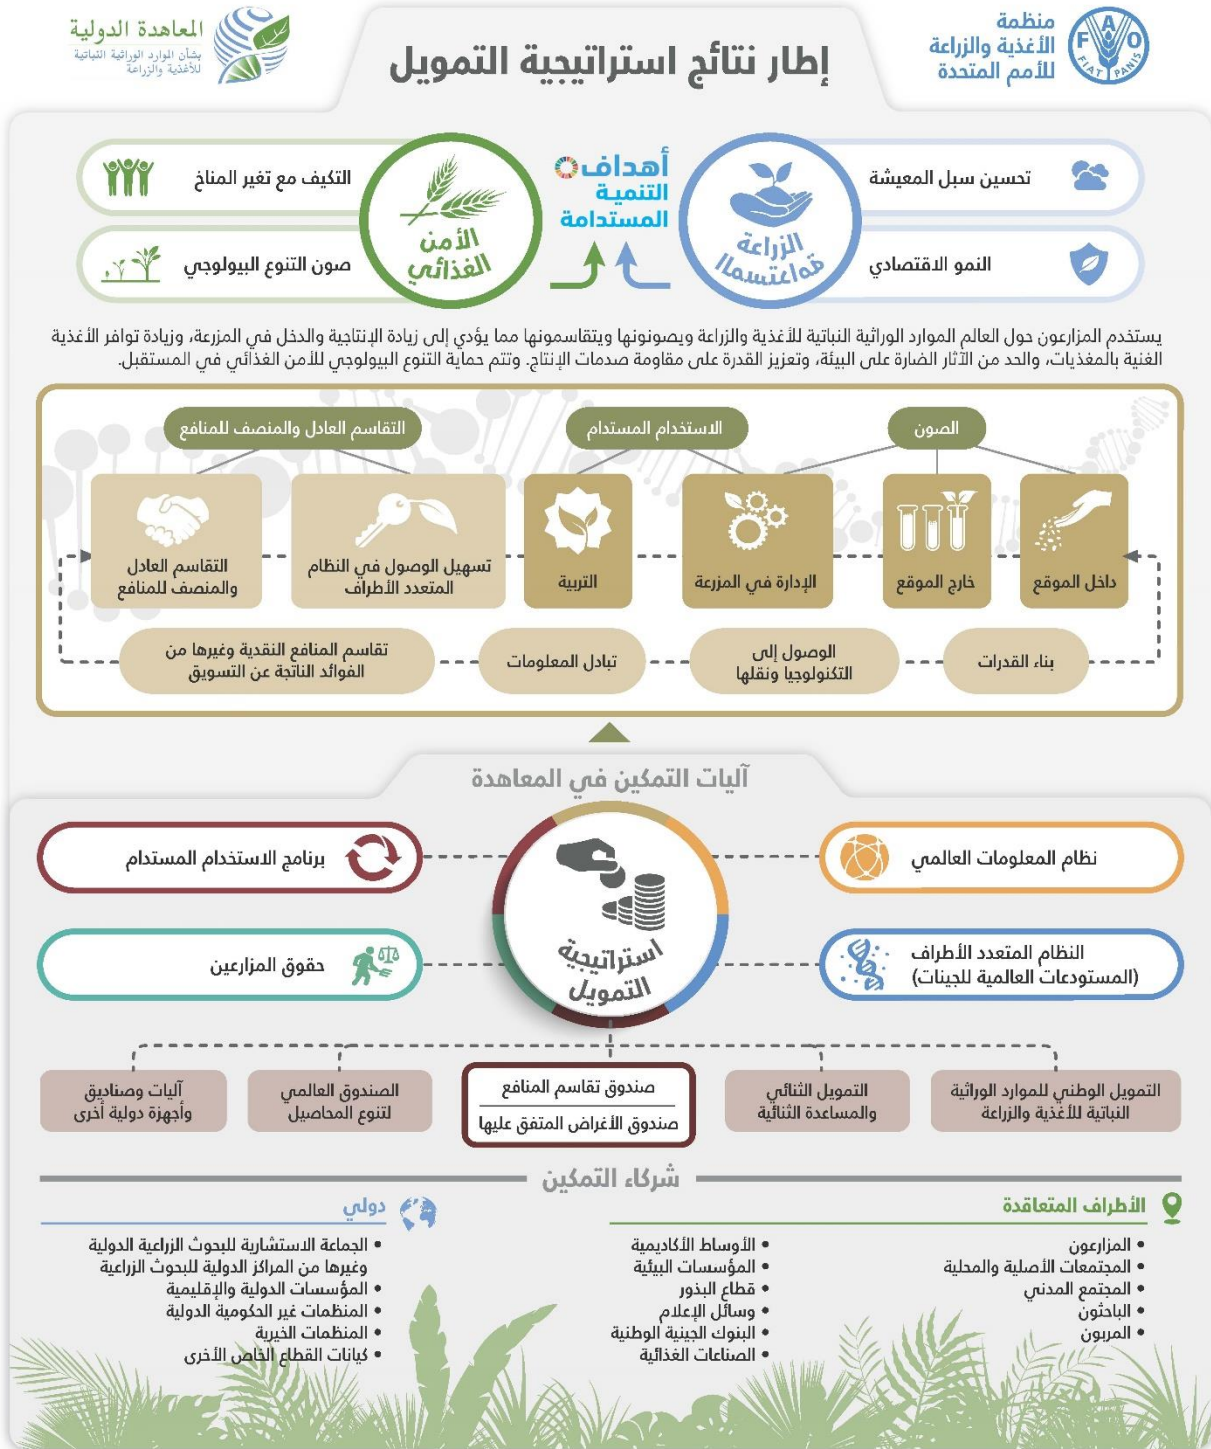 منظمة
الأغذية والزراعة
للأمم المتحدة
FAO
FIAT PANIS
المعاهدة الدولية
بشأن الموارد الوراثية النباتية
للأغذية والزراعة
إطار نتائج استراتيجية التمويل
تحسين سبل المعيشة
النمو الاقتصادي
الزراعة
المستدامة
أهداف
التنمية
المستدامة
الأمن
الغذائي
التكيف مع تغير المناخ
صون التنوع البيولوجي
يستخدم المزارعون حول العالم الموارد الوراثية النباتية للأغذية والزراعة ويصونونها ويتقاسمونها مما يؤدي إلى زيادة الإنتاجية والدخل في المزرعة، وزيادة توافر الأغذية
الغنية بالمغذيات، والحد من الآثار الضارة على البيئة، وتعزيز القدرة على مقاومة صدمات الإنتاج. وتتم حماية التنوع البيولوجي للأمن الغذائي في المستقبل.
الصون
الاستخدام المستدام
التقاسم العادل والمنصف للمنافع
داخل الموقع
خارج الموقع
الإدارة في المزرعة
التربية
تسهيل الوصول في النظام
المتعدد الأطراف
التقاسم العادل
والمنصف للمنافع
بناء القدرات
الوصول إلى
التكنولوجيا ونقلها
تبادل المعلومات
تقاسم المنافع النقدية وغيرها من
الفوائد الناتجة عن التسويق
آليات التمكين في المعاهدة
نظام المعلومات العالمي
النظام المتعدد الأطراف
(المستودعات العالمية للجينات)
استراتيجية
التمويل
برنامج الاستخدام المستدام
حقوق المزارعين
التمويل الوطني للموارد الوراثية
النباتية للأغذية والزراعة
التمويل الثنائي
والمساعدة الثنائية
صندوق تقاسم المنافع
صندوق الأغراض المتفق عليها
الصندوق العالمي
لتنوع المحاصيل
آليات وصناديق
وأجهزة دولية أخرى
شركاء التمكين
الأطراف المتعاقدة
• المزارعون
• المجتمعات الأصلية والمحلية
• المجتمع المدني
• الباحثون
• المربون
• الأوساط الأكاديمية
• المؤسسات البيئية
• قطاع البذور
• وسائل الإعلام
• البنوك الجينية الوطنية
• الصناعات الغذائية
دولي
• الجماعة الاستشارية للبحوث الزراعية الدولية
وغيرها من المراكز الدولية للبحوث الزراعية
• المؤسسات الدولية والإقليمية
• المنظمات غير الحكومية الدولية
• المنظمات الخيرية
• كيانات القطاع الخاص الأخرى